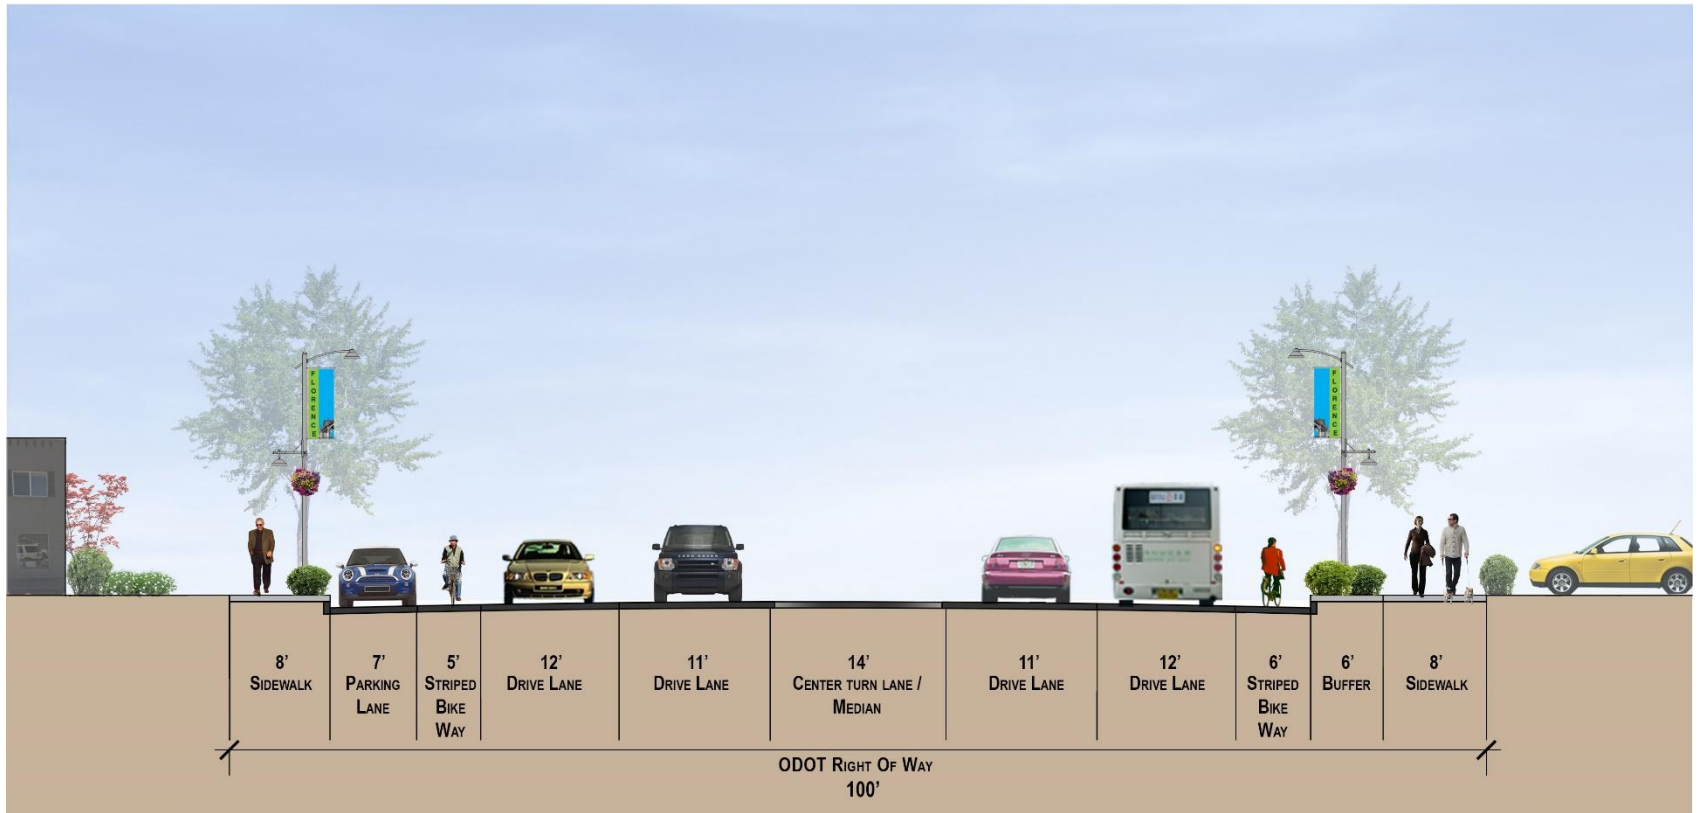 FLORENCE
FLORENCE
8'
SIDEWALK
7'
PARKING
LANE
5'
STRIPED
BIKE
WAY
12'
DRIVE LANE
11'
DRIVE LANE
14'
CENTER TURN LANE /
MEDIAN
11'
DRIVE LANE
12'
DRIVE LANE
6'
STRIPED
BIKE
WAY
6'
BUFFER
8'
SIDEWALK
ODOT RIGHT OF WAY
100'